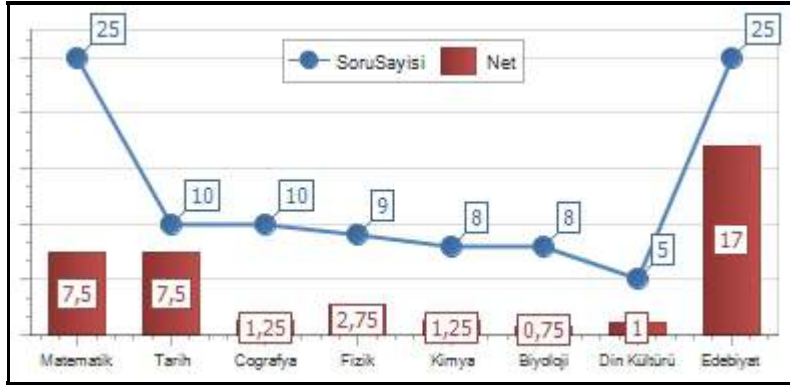 25
25
SoruSayisi
Net
10
10
9
8
8
5
7,5
7,5
1,25
2,75
1,25
0,75
1
17
Matematik
Tarih
Cografya
Fizik
Kimya
Biyoloji
Din Kültürü
Edebiyat